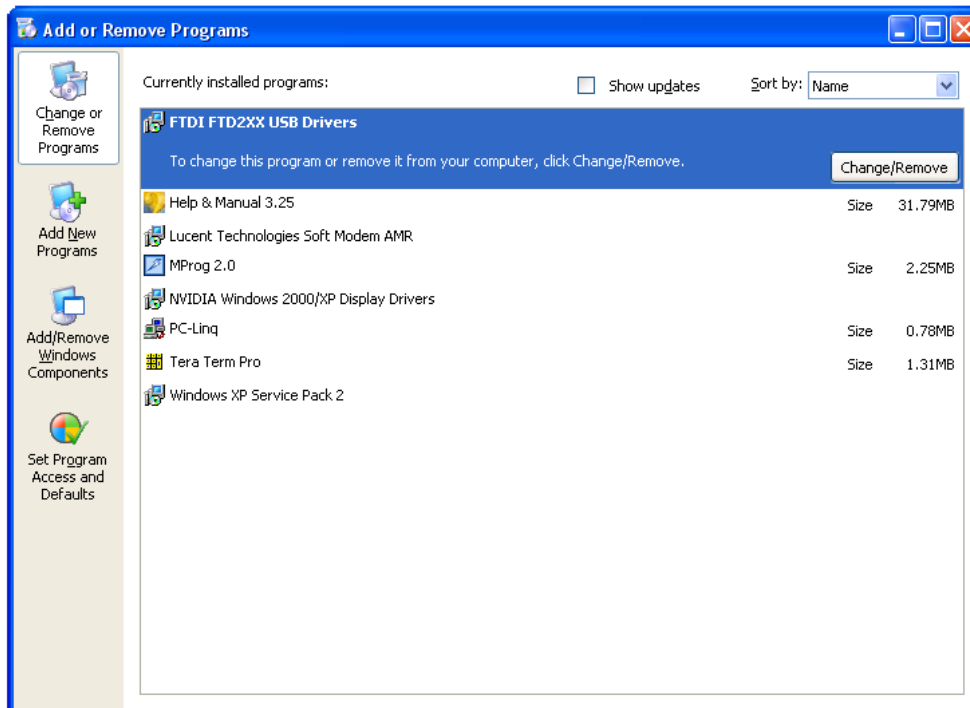 Add or Remove Programs
Change or
Remove
Programs
Add New
Programs
Add/Remove
Windows
Components
Set Program
Access and
Defaults
Currently installed programs:
Show updates
Sort by: Name
FTDI FTD2XX USB Drivers
To change this program or remove it from your computer, click Change/Remove.
Change/Remove
Help & Manual 3.25 Size 31.79MB
Lucent Technologies Soft Modem AMR
MProg 2.0 Size 2.25MB
NVIDIA Windows 2000/XP Display Drivers
PC-Linq Size 0.78MB
Tera Term Pro Size 1.31MB
Windows XP Service Pack 2